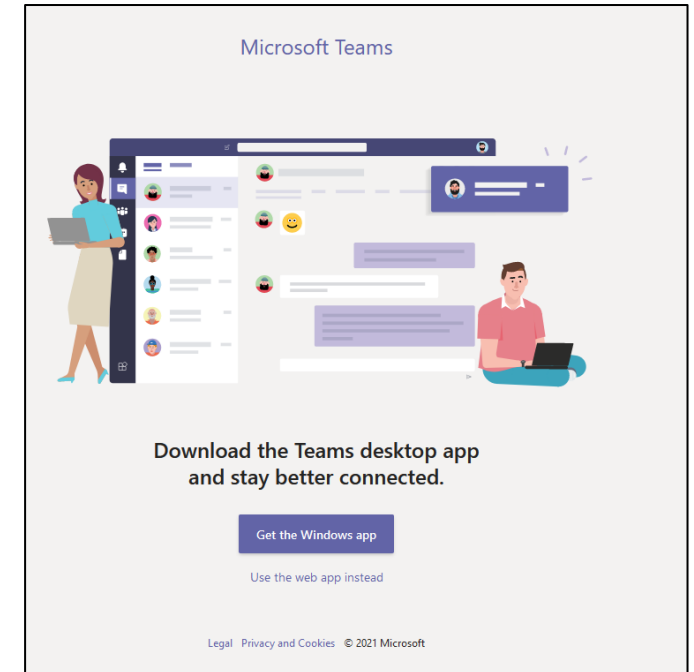 Microsoft Teams
Download the Teams desktop app
and stay better connected.
Get the Windows app
Use the web app instead
Legal Privacy and Cookies © 2021 Microsoft